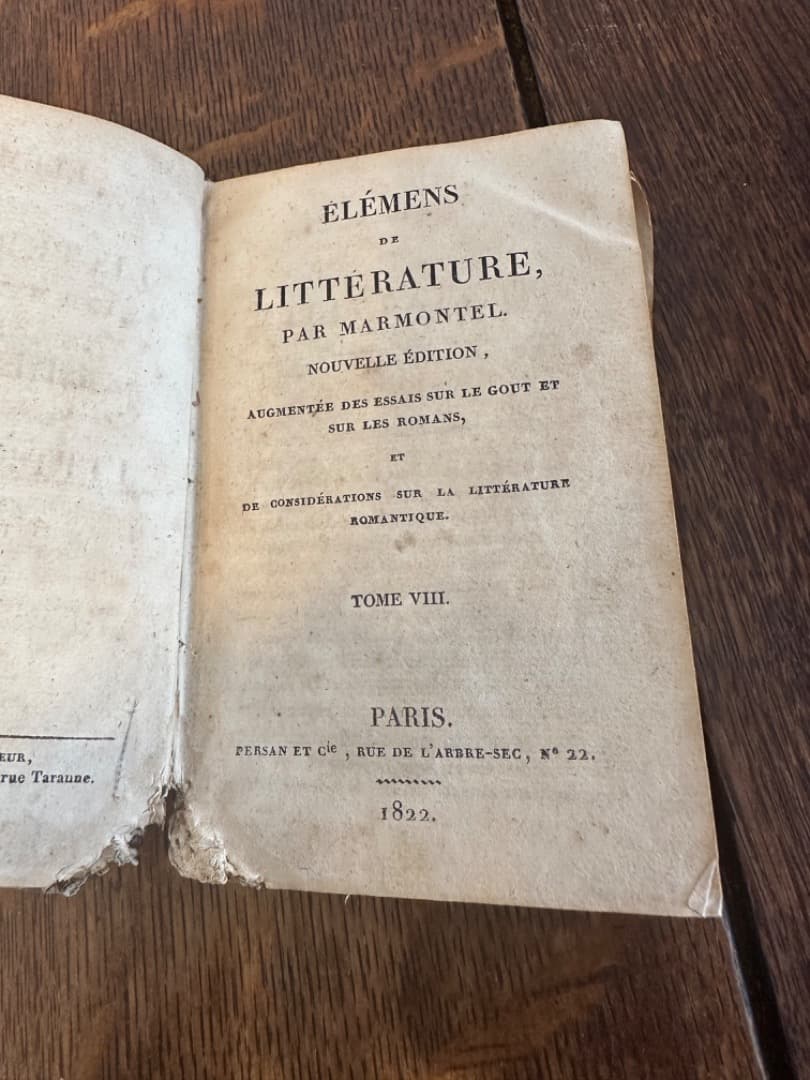 EUR,
rue Taranne.
ÉLÉMENS
DE
LITTÉRATURE,
PAR MARMONTEL.
NOUVELLE ÉDITION,
AUGMENTÉE DES ESSAIS SUR LE GOUT ET
SUR LES ROMANS,
ET
DE CONSIDÉRATIONS SUR LA LITTÉRATURE
ROMANTIQUE.
TOME VIII.
PARIS.
PERSAN ET Cie, RUE DE L'ARBRE-SEC, No 22.
1822.